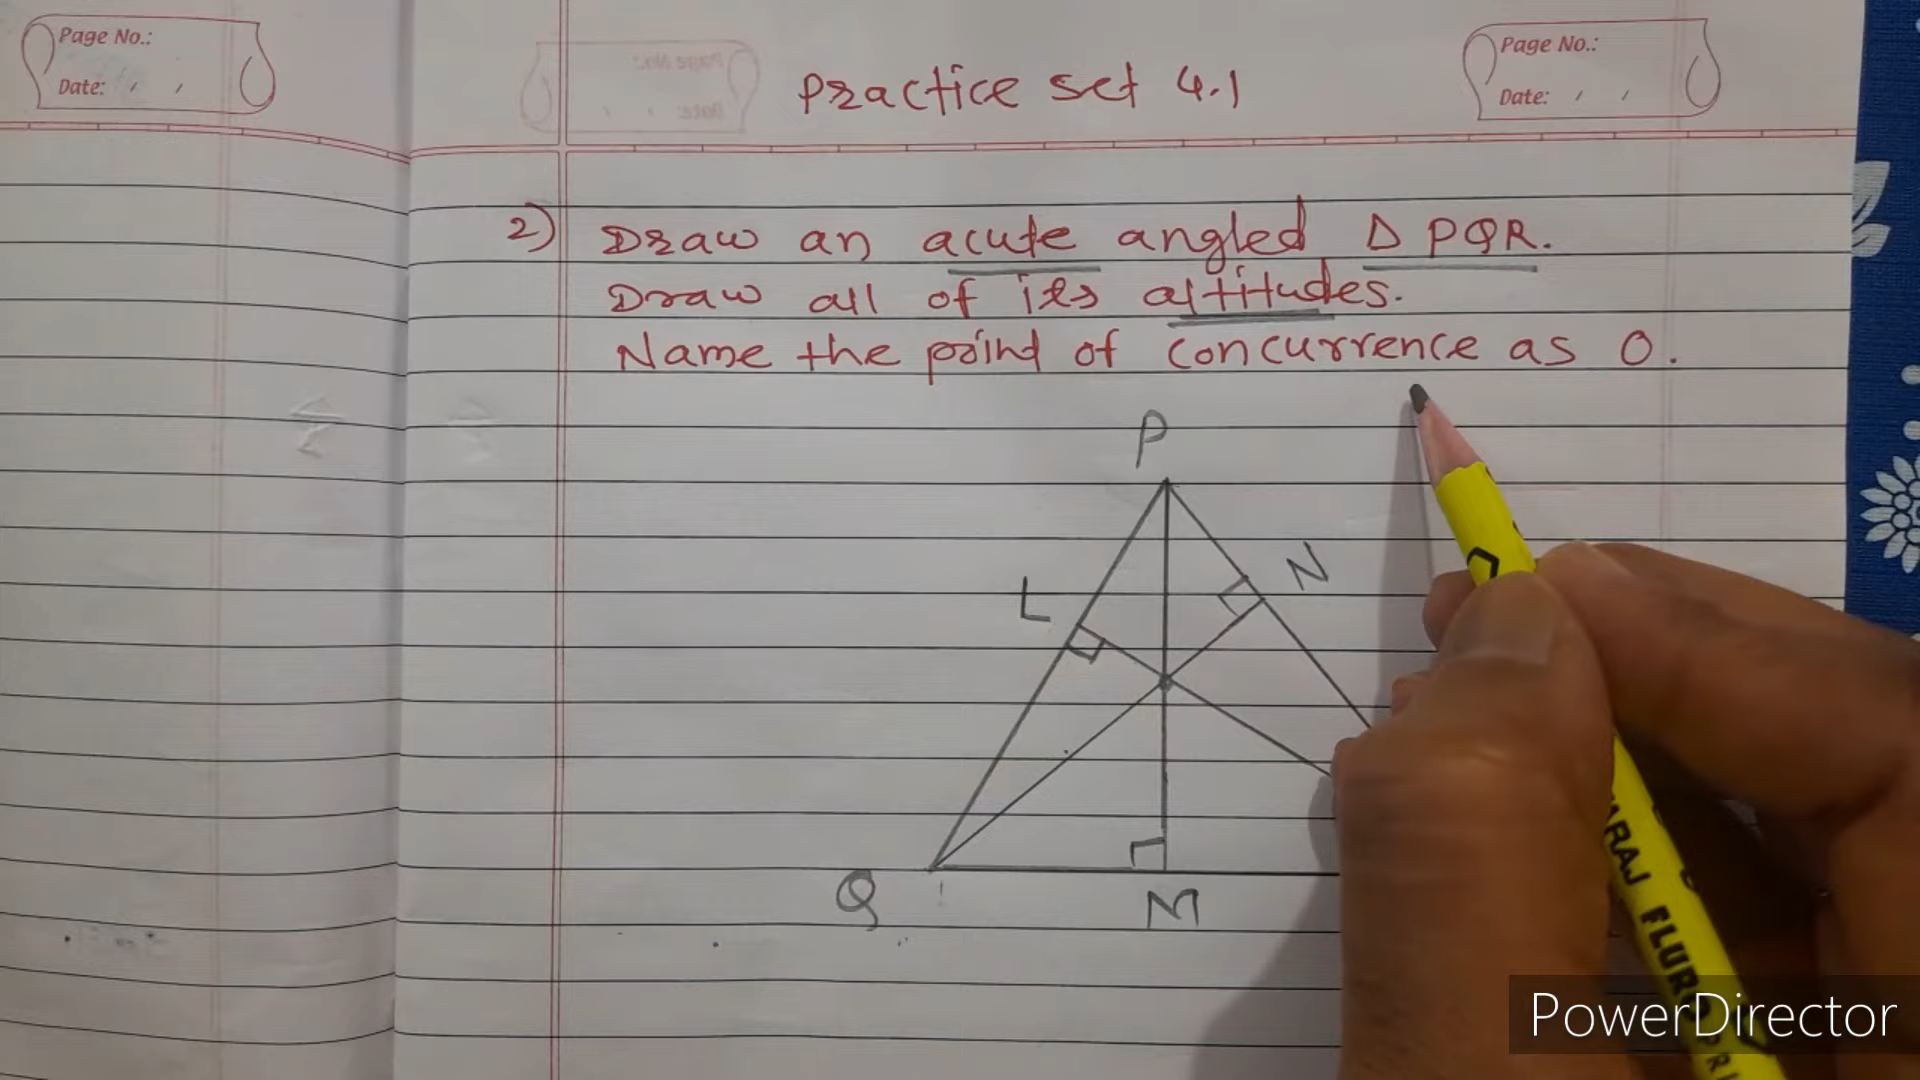 Page No.:
Date: / /
Page No.:
Date: / /
Practice set 4.1
2) Draw an acute angled Δ PQR.
Draw all of its altitudes.
Name the point of concurrence as O.
P
L
N
Q
M
FLURO
PowerDirector